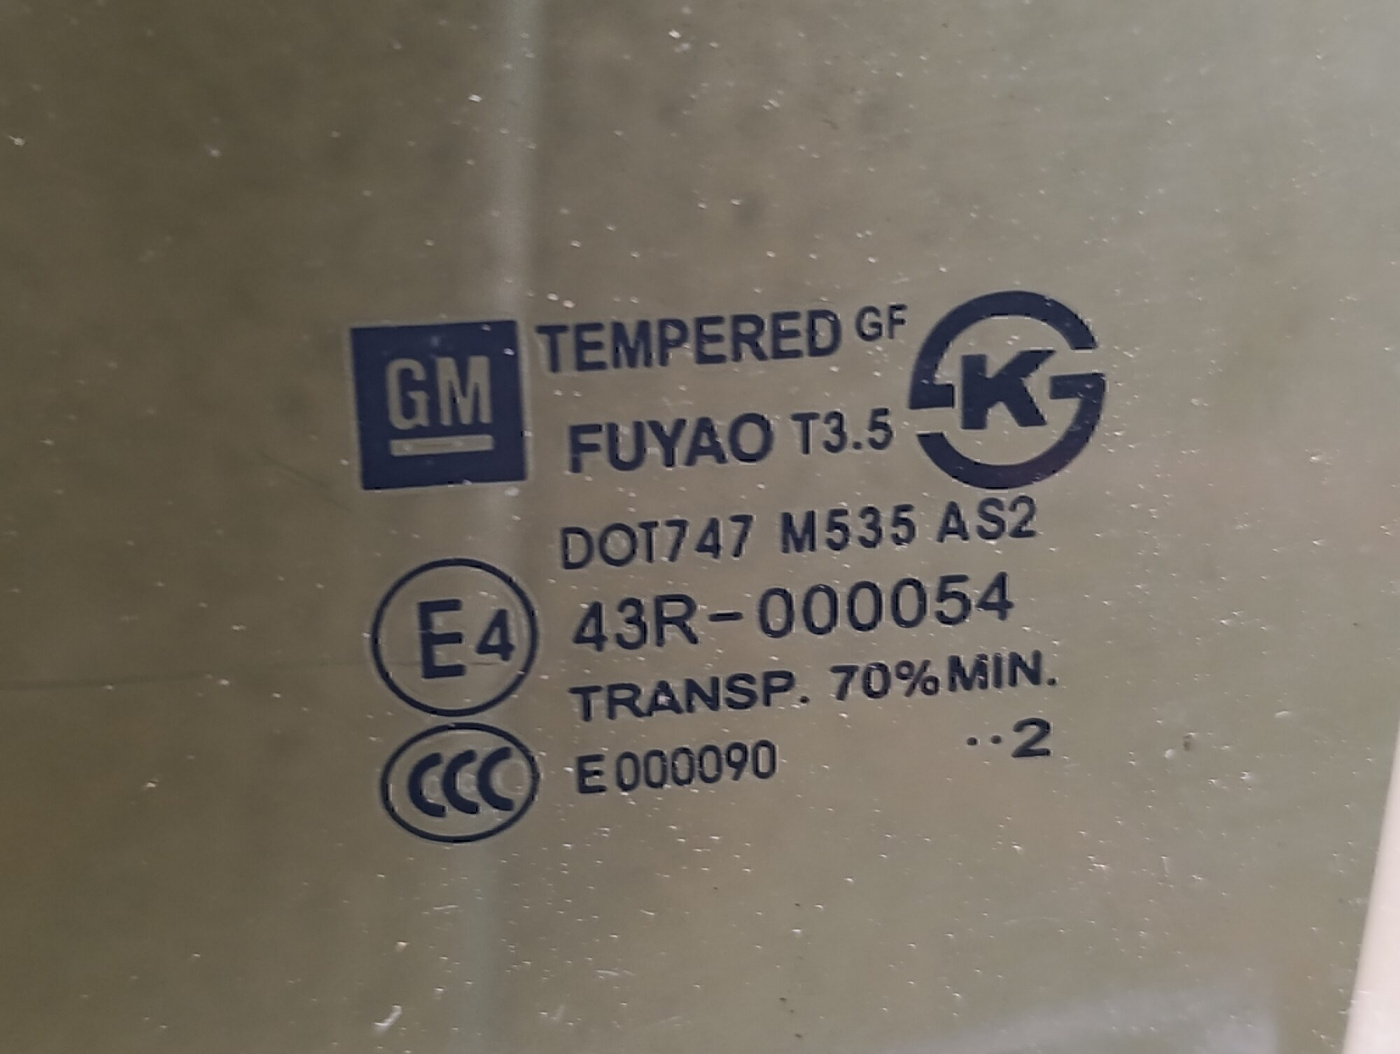 GM TEMPERED GF K
FUYAO T3.5
DOT747 M535 AS2
E4 43R-000054
TRANSP. 70% MIN.
CCC E000090 ··2